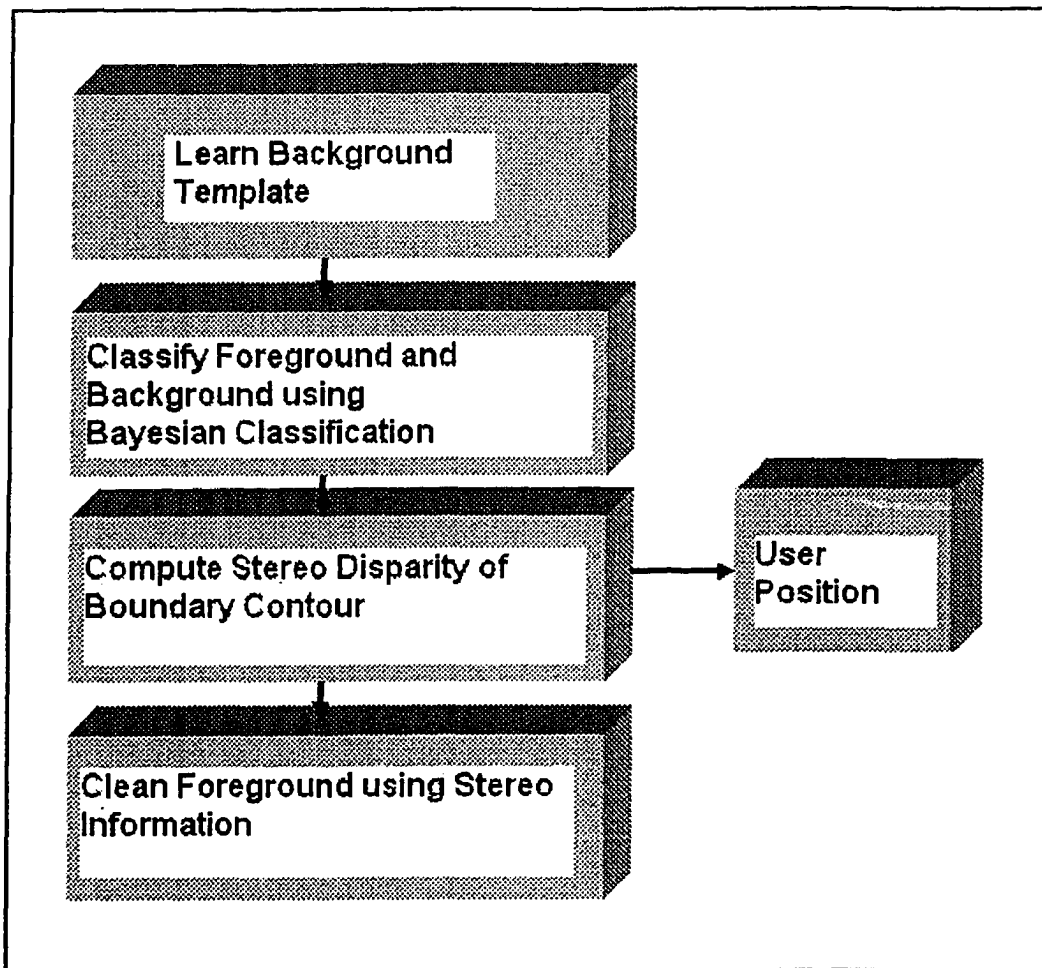 Learn Background
Template
Classify Foreground and
Background using
Bayesian Classification
Compute Stereo Disparity of
Boundary Contour
User
Position
Clean Foreground using Stereo
Information